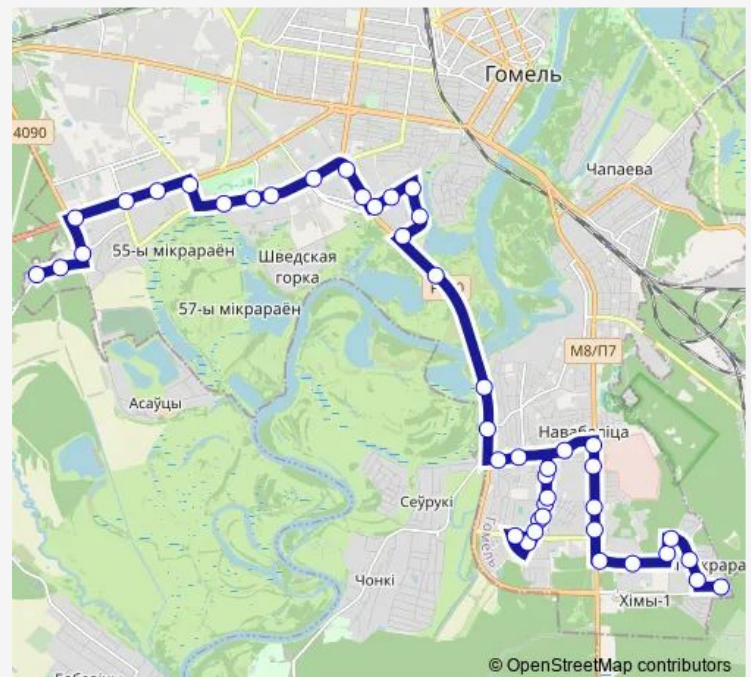 Гомель
4090
Чапаева
55-ы мікрараён
Шведская
горка
57-ы мікрараён
М8/П7
Асаўцы
Навабеліца
Сеўрукі
Гомель
Чонкі
Хімы-1
© OpenStreetMap contributors